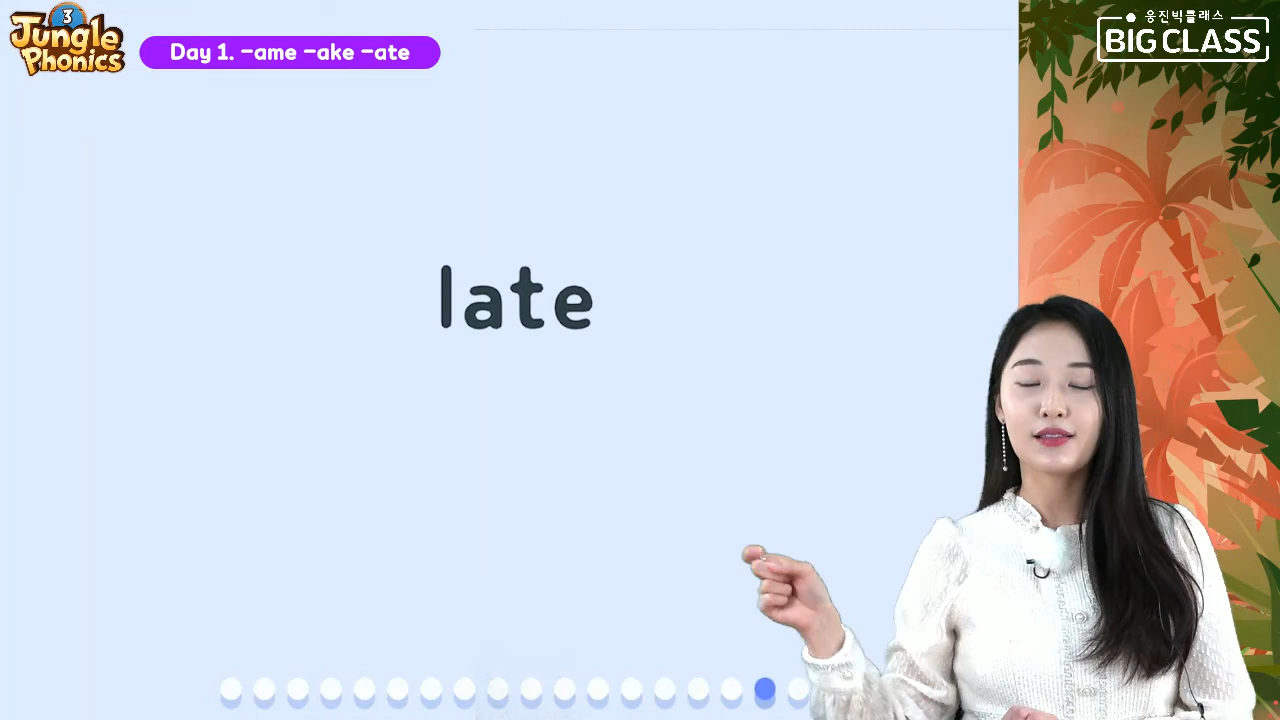 3
Jungle
Phonics
Day 1. -ame -ake -ate
웅진빅클래스
BIG CLASS
late